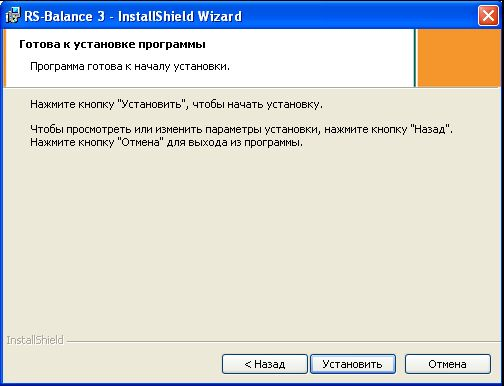 RS-Balance 3 - InstallShield Wizard
Готова к установке программы
Программа готова к началу установки.
Нажмите кнопку "Установить", чтобы начать установку.
Чтобы просмотреть или изменить параметры установки, нажмите кнопку "Назад".
Нажмите кнопку "Отмена" для выхода из программы.
InstallShield
< Назад
Установить
Отмена